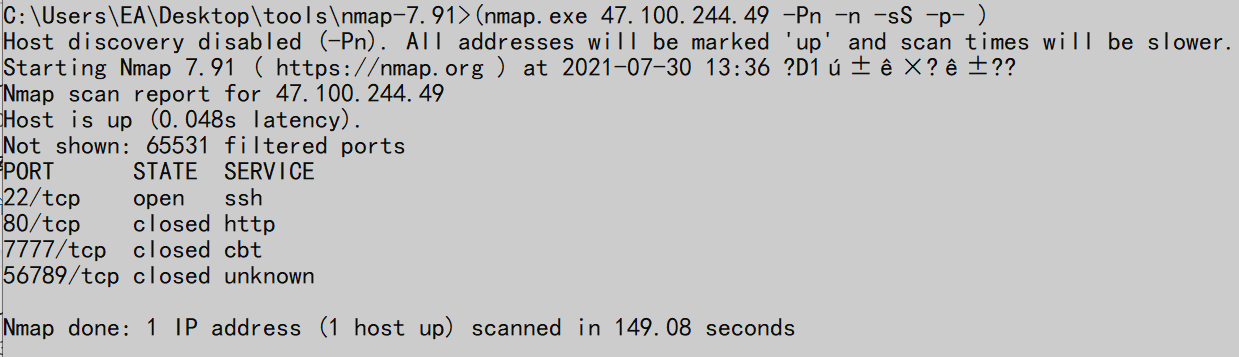 C:\Users\EA\Desktop\tools\nmap-7.91>(nmap.exe 47.100.244.49 -Pn -n -sS -p- )
Host discovery disabled (-Pn). All addresses will be marked 'up' and scan times will be slower.
Starting Nmap 7.91 ( https://nmap.org ) at 2021-07-30 13:36 ?D1ú±ê×?ê±??
Nmap scan report for 47.100.244.49
Host is up (0.048s latency).
Not shown: 65531 filtered ports
PORT      STATE  SERVICE
22/tcp    open   ssh
80/tcp    closed http
7777/tcp  closed cbt
56789/tcp closed unknown
Nmap done: 1 IP address (1 host up) scanned in 149.08 seconds